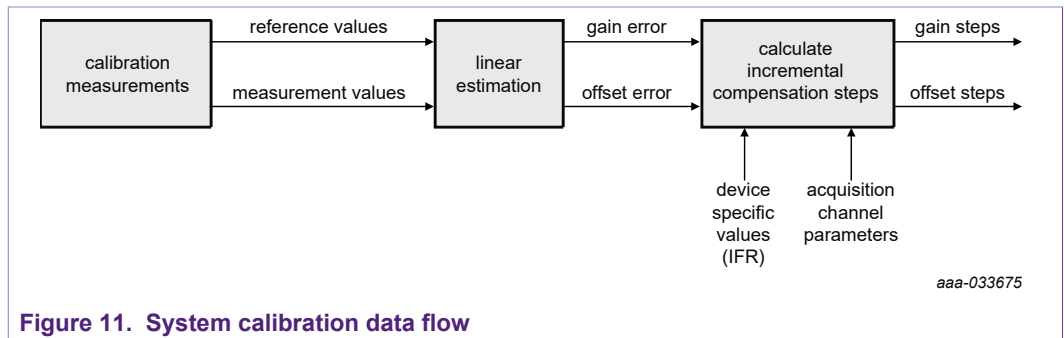 calibration
measurements
reference values
measurement values
linear
estimation
gain error
offset error
calculate
incremental
compensation steps
gain steps
offset steps
device
specific
values
(IFR)
acquisition
channel
parameters
aaa-033675
Figure 11. System calibration data flow